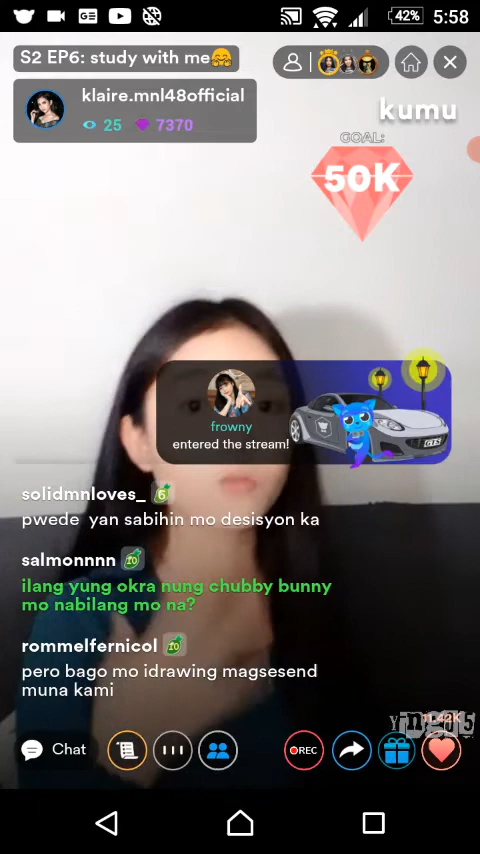 42% 5:58
S2 EP6: study with me🤗
klaire.mnl48official
25 7370
kumu
GOAL:
50K
frowny
entered the stream!
GTS
solidmnloves_ 6
pwede yan sabihin mo desisyon ka
salmonnnn 10
ilang yung okra nung chubby bunny
mo nabilang mo na?
rommelfernicol 10
pero bago mo idrawing magsesend
muna kami
Chat
REC